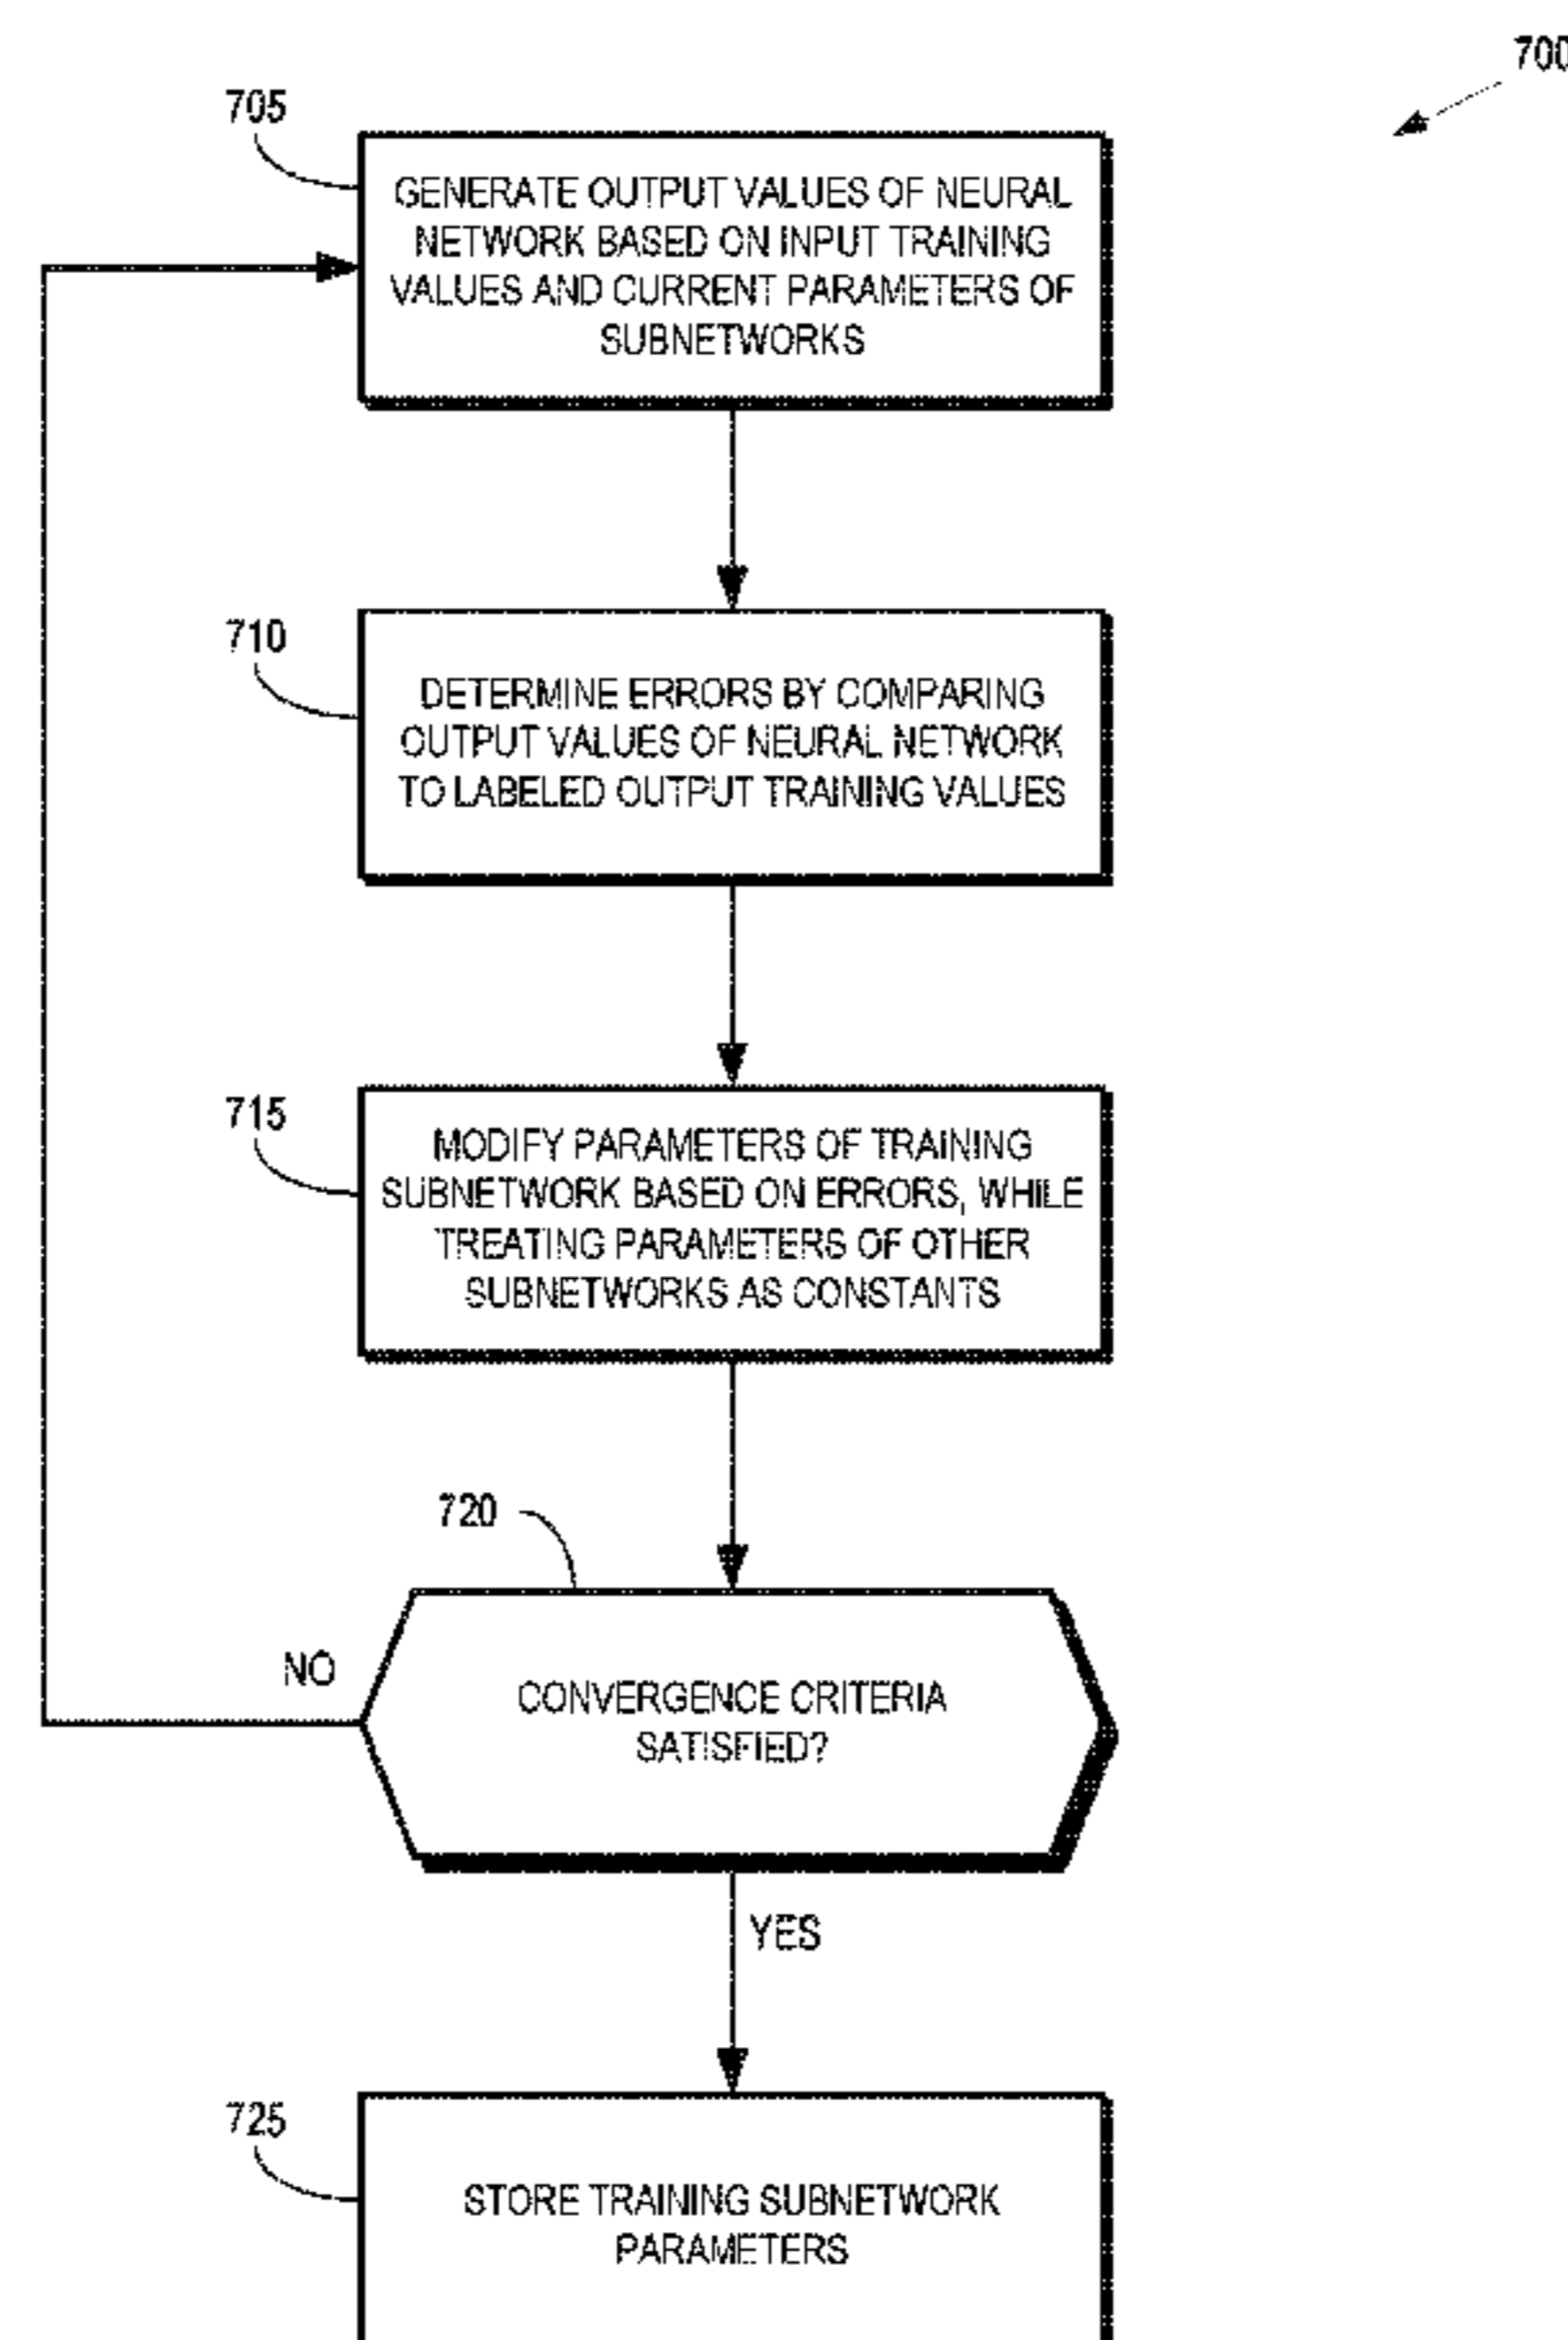 700
705
GENERATE OUTPUT VALUES OF NEURAL
NETWORK BASED ON INPUT TRAINING
VALUES AND CURRENT PARAMETERS OF
SUBNETWORKS
710
DETERMINE ERRORS BY COMPARING
OUTPUT VALUES OF NEURAL NETWORK
TO LABELED OUTPUT TRAINING VALUES
715
MODIFY PARAMETERS OF TRAINING
SUBNETWORK BASED ON ERRORS, WHILE
TREATING PARAMETERS OF OTHER
SUBNETWORKS AS CONSTANTS
720
NO
CONVERGENCE CRITERIA
SATISFIED?
YES
725
STORE TRAINING SUBNETWORK
PARAMETERS